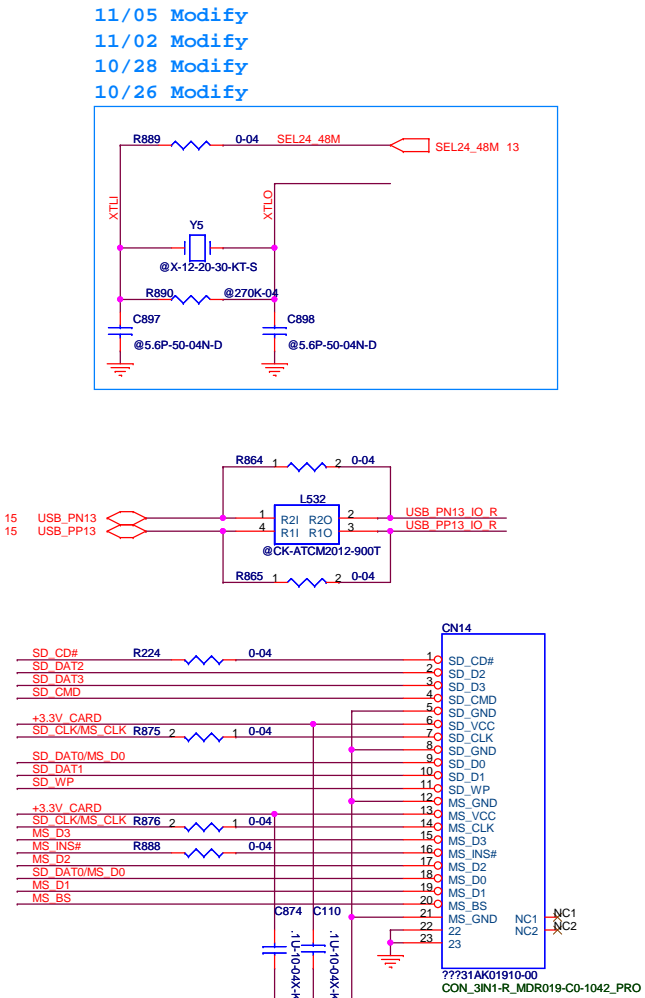 11/05 Modify
11/02 Modify
10/28 Modify
10/26 Modify
R889 0-04 SEL24_48M
SEL24_48M 13
XTLI
XTLO
Y5
@X-12-20-30-KT-S
R890 @270K-04
C897 C898
@5.6P-50-04N-D @5.6P-50-04N-D
R864 1 2 0-04
L532
15 USB_PN13 1 R2I R2O 2 USB_PN13_IO_R
15 USB_PP13 4 R1I R1O 3 USB_PP13_IO_R
@CK-ATCM2012-900T
R865 1 2 0-04
CN14
SD_CD# R224 0-04 1 SD_CD#
SD_DAT2 2 SD_D2
SD_DAT3 3 SD_D3
SD_CMD 4 SD_CMD
5 SD_GND
+3.3V_CARD 6 SD_VCC
SD_CLK/MS_CLK R875 2 1 0-04 7 SD_CLK
8 SD_GND
SD_DAT0/MS_D0 9 SD_D0
SD_DAT1 10 SD_D1
SD_WP 11 SD_WP
12 MS_GND
+3.3V_CARD 13 MS_VCC
SD_CLK/MS_CLK R876 2 1 0-04 14 MS_CLK
MS_D3 15 MS_D3
MS_INS# R888 0-04 16 MS_INS#
MS_D2 17 MS_D2
SD_DAT0/MS_D0 18 MS_D0
MS_D1 19 MS_D1
MS_BS 20 MS_BS
C874 C110 21 MS_GND NC1 NC1
22 22 NC2 NC2
23 23
.1U-10-04X-K
.1U-10-04X-K
???31AK01910-00
CON_3IN1-R_MDR019-C0-1042_PRO